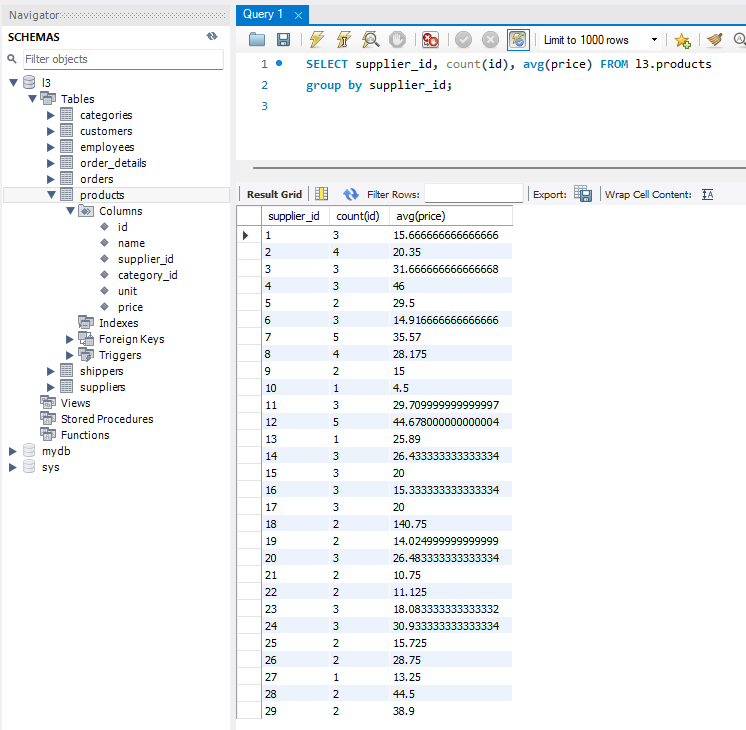 Navigator
SCHEMAS
Filter objects
l3
Tables
categories
customers
employees
order_details
orders
products
Columns
id
name
supplier_id
category_id
unit
price
Indexes
Foreign Keys
Triggers
shippers
suppliers
Views
Stored Procedures
Functions
mydb
sys
Query 1
Limit to 1000 rows
1 SELECT supplier_id, count(id), avg(price) FROM l3.products
2 group by supplier_id;
3
Result Grid Filter Rows: Export: Wrap Cell Content: IA
supplier_id count(id) avg(price)
1 3 15.666666666666666
2 4 20.35
3 3 31.666666666666668
4 3 46
5 2 29.5
6 3 14.916666666666666
7 5 35.57
8 4 28.175
9 2 15
10 1 4.5
11 3 29.709999999999997
12 5 44.678000000000004
13 1 25.89
14 3 26.433333333333334
15 3 20
16 3 15.333333333333334
17 3 20
18 2 140.75
19 2 14.024999999999999
20 3 26.483333333333334
21 2 10.75
22 2 11.125
23 3 18.083333333333332
24 3 30.933333333333334
25 2 15.725
26 2 28.75
27 1 13.25
28 2 44.5
29 2 38.9